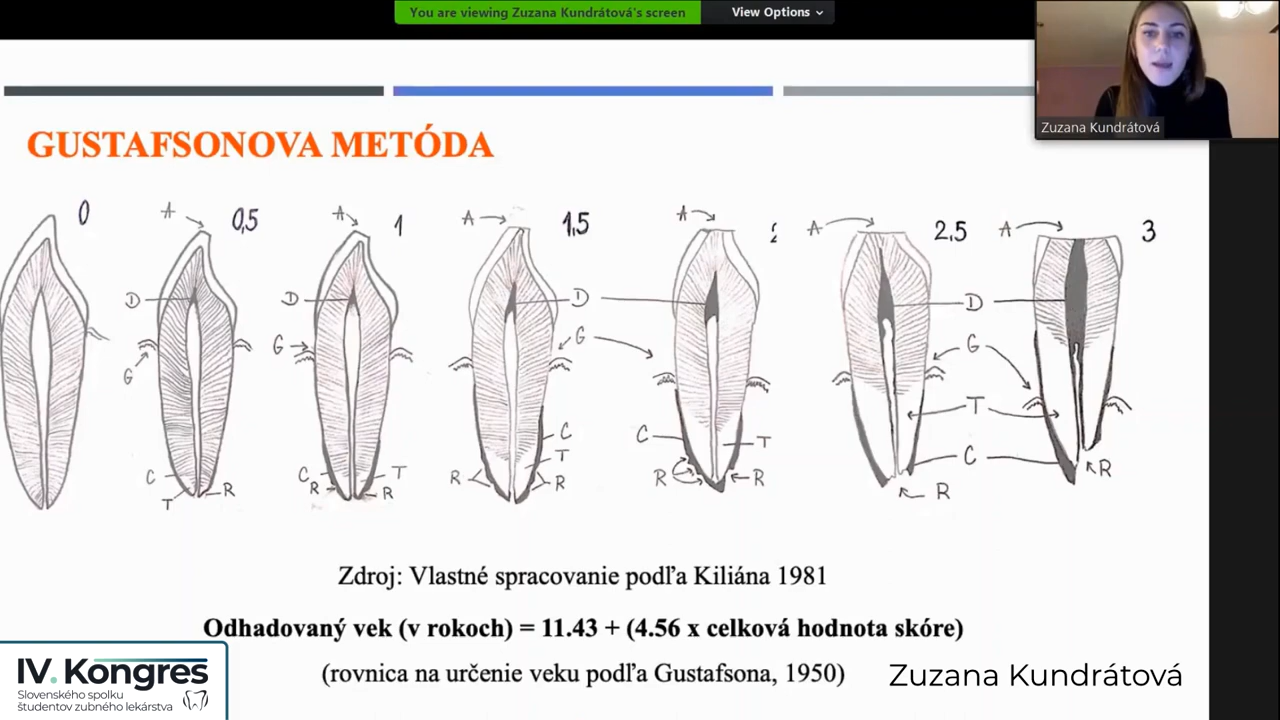 You are viewing Zuzana Kundrátová's screen
View Options
Zuzana Kundrátová
GUSTAFSONOVA METÓDA
0
A 0,5
A 1
A 1,5
A
A 2,5
A 3
D
D
D
D
G
G
G
G
C
T
R
C
R
T
R
C
T
R
R
C
T
R
R
T
C
R
R
Zdroj: Vlastné spracovanie podľa Kiliána 1981
Odhadovaný vek (v rokoch) = 11.43 + (4.56 x celková hodnota skóre)
(rovnica na určenie veku podľa Gustafsona, 1950)
IV. Kongres
Slovenského spolku
študentov zubného lekárstva
Zuzana Kundrátová